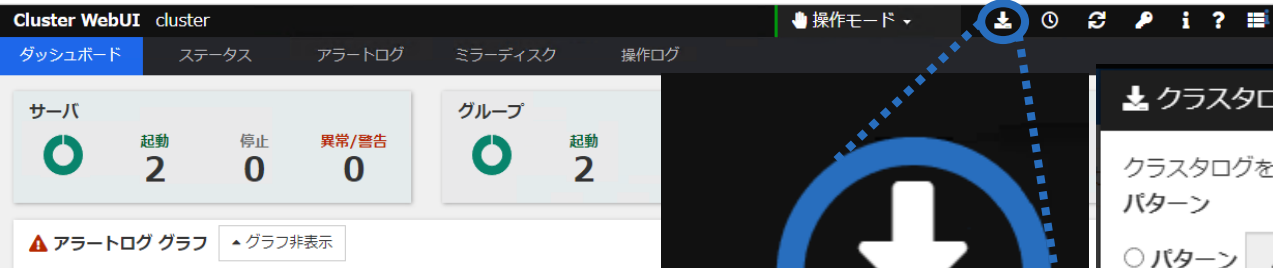 Cluster WebUI cluster 操作モード
ダッシュボード ステータス アラートログ ミラーディスク 操作ログ
サーバ
起動 停止 異常/警告
2 0 0
グループ
起動
2
アラートログ グラフ グラフ非表示
クラスタロ
クラスタログを
パターン
パターン